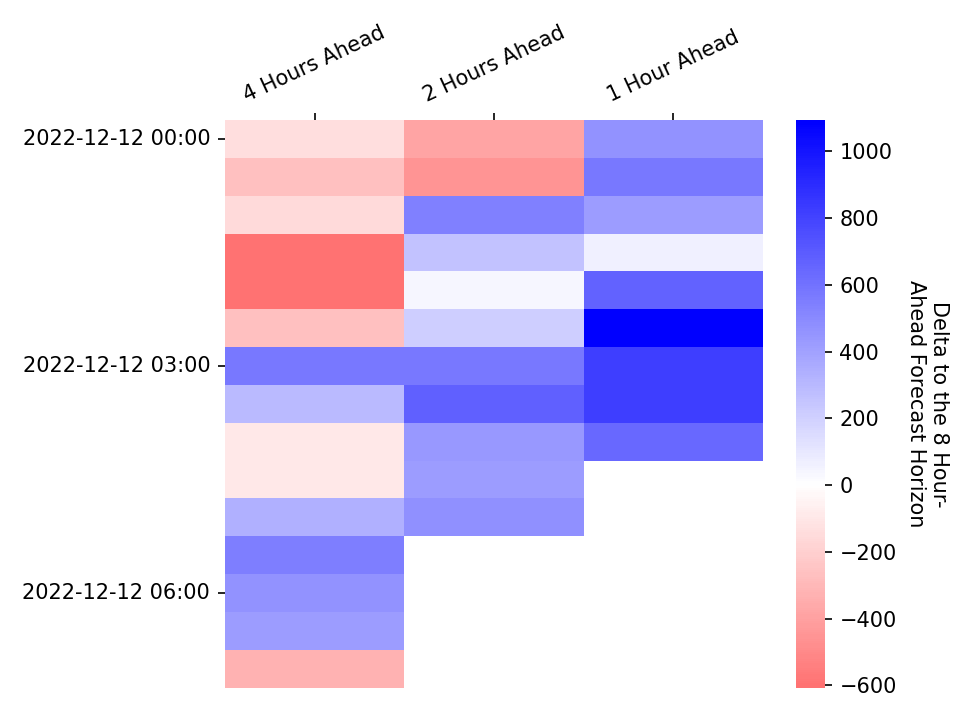 4 Hours Ahead
2 Hours Ahead
1 Hour Ahead
2022-12-12 00:00
2022-12-12 03:00
2022-12-12 06:00
1000
800
600
400
200
0
−200
−400
−600
Delta to the 8 Hour-
Ahead Forecast Horizon